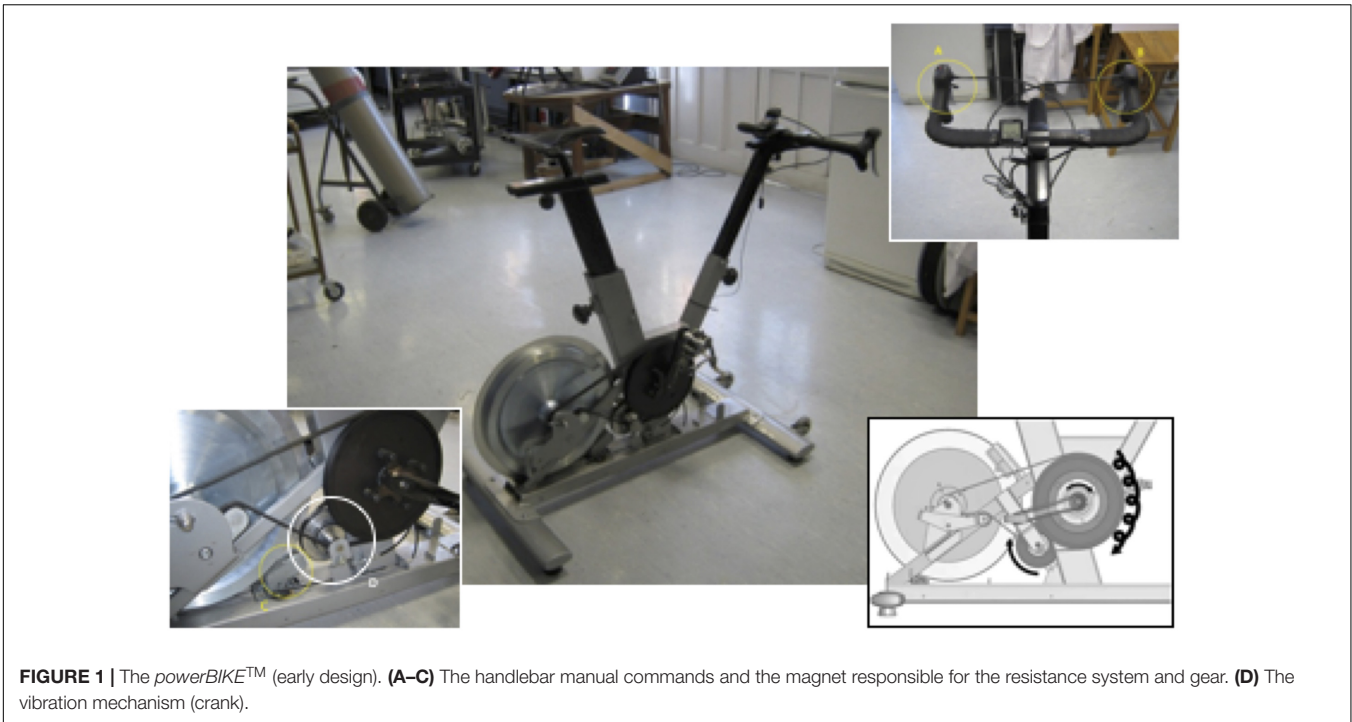 A
B
C
D
FIGURE 1 | The powerBIKE™ (early design). (A–C) The handlebar manual commands and the magnet responsible for the resistance system and gear. (D) The
vibration mechanism (crank).